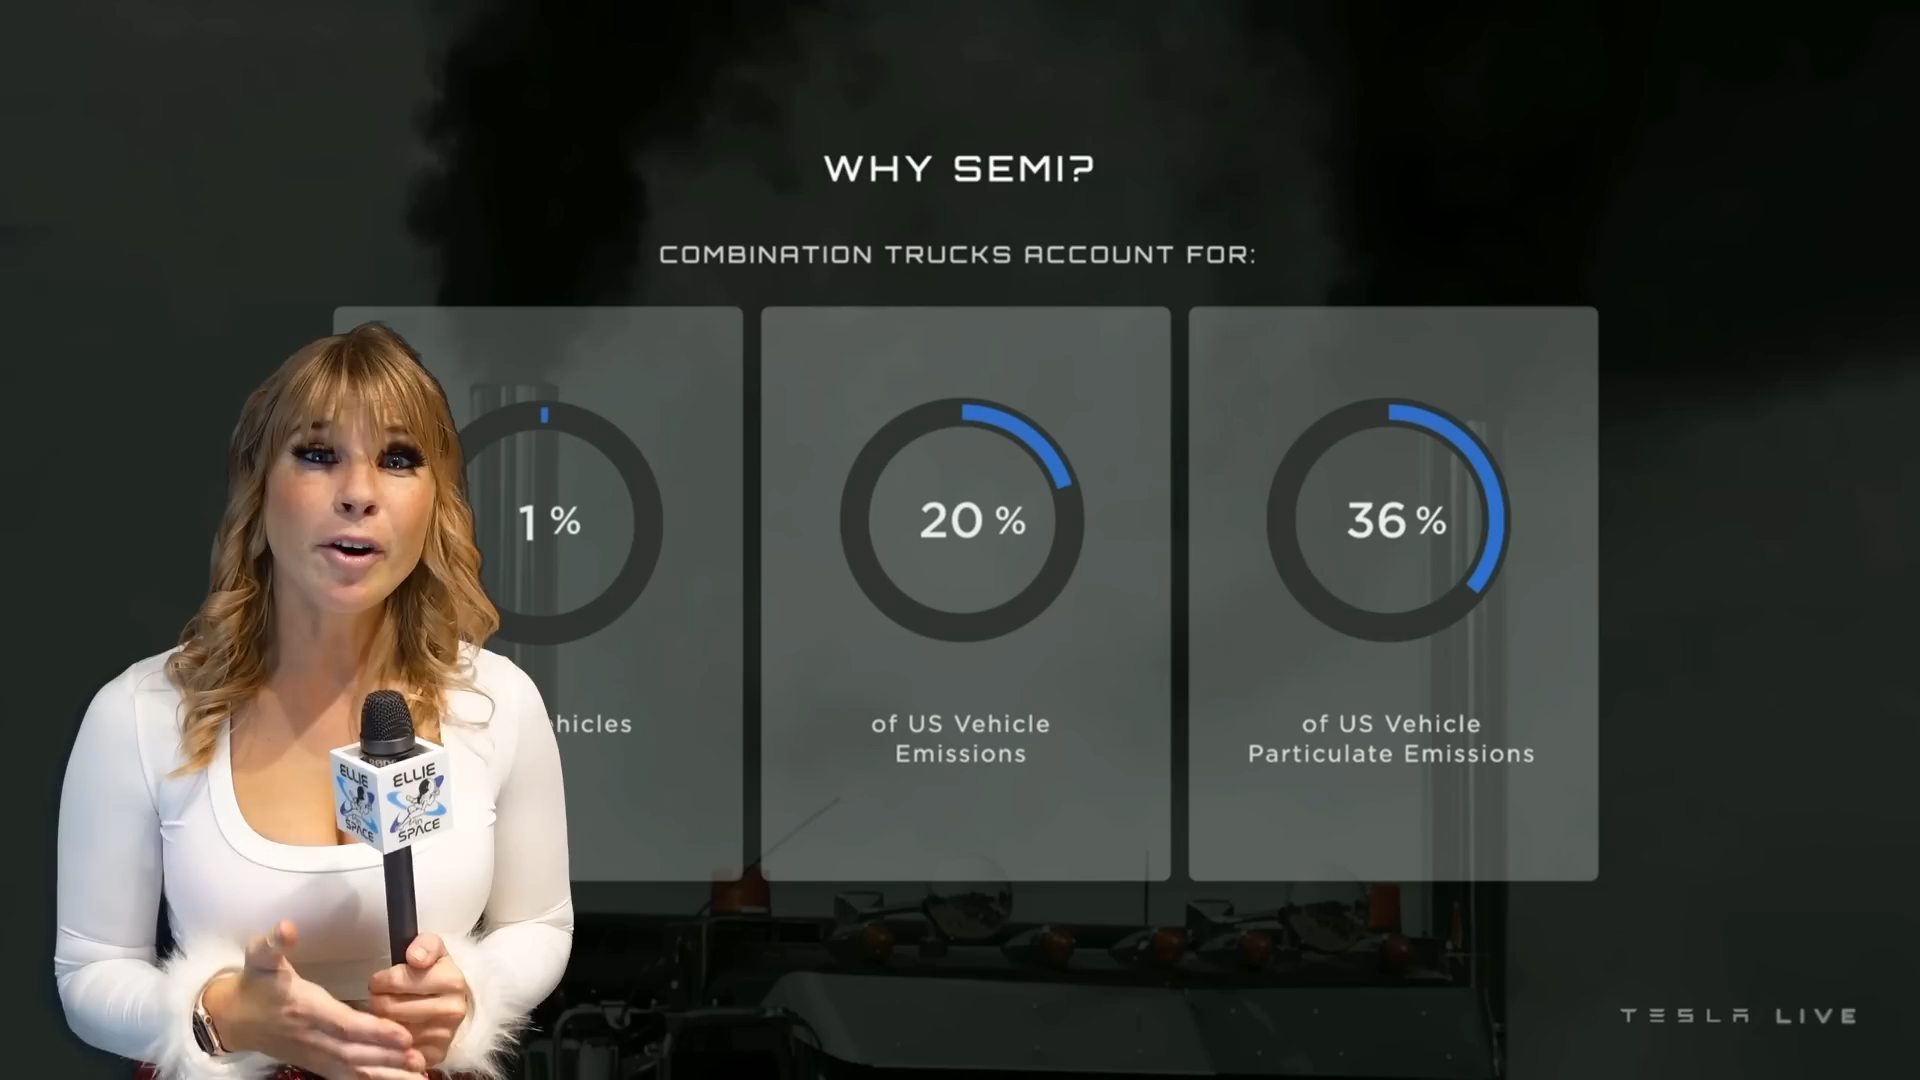 WHY SEMI?
COMBINATION TRUCKS ACCOUNT FOR:
1 %
20 %
36 %
of US Vehicle
Emissions
of US Vehicle
Particulate Emissions
ELLIE
SPACE
ELLIE
in
SPACE
TESLA LIVE